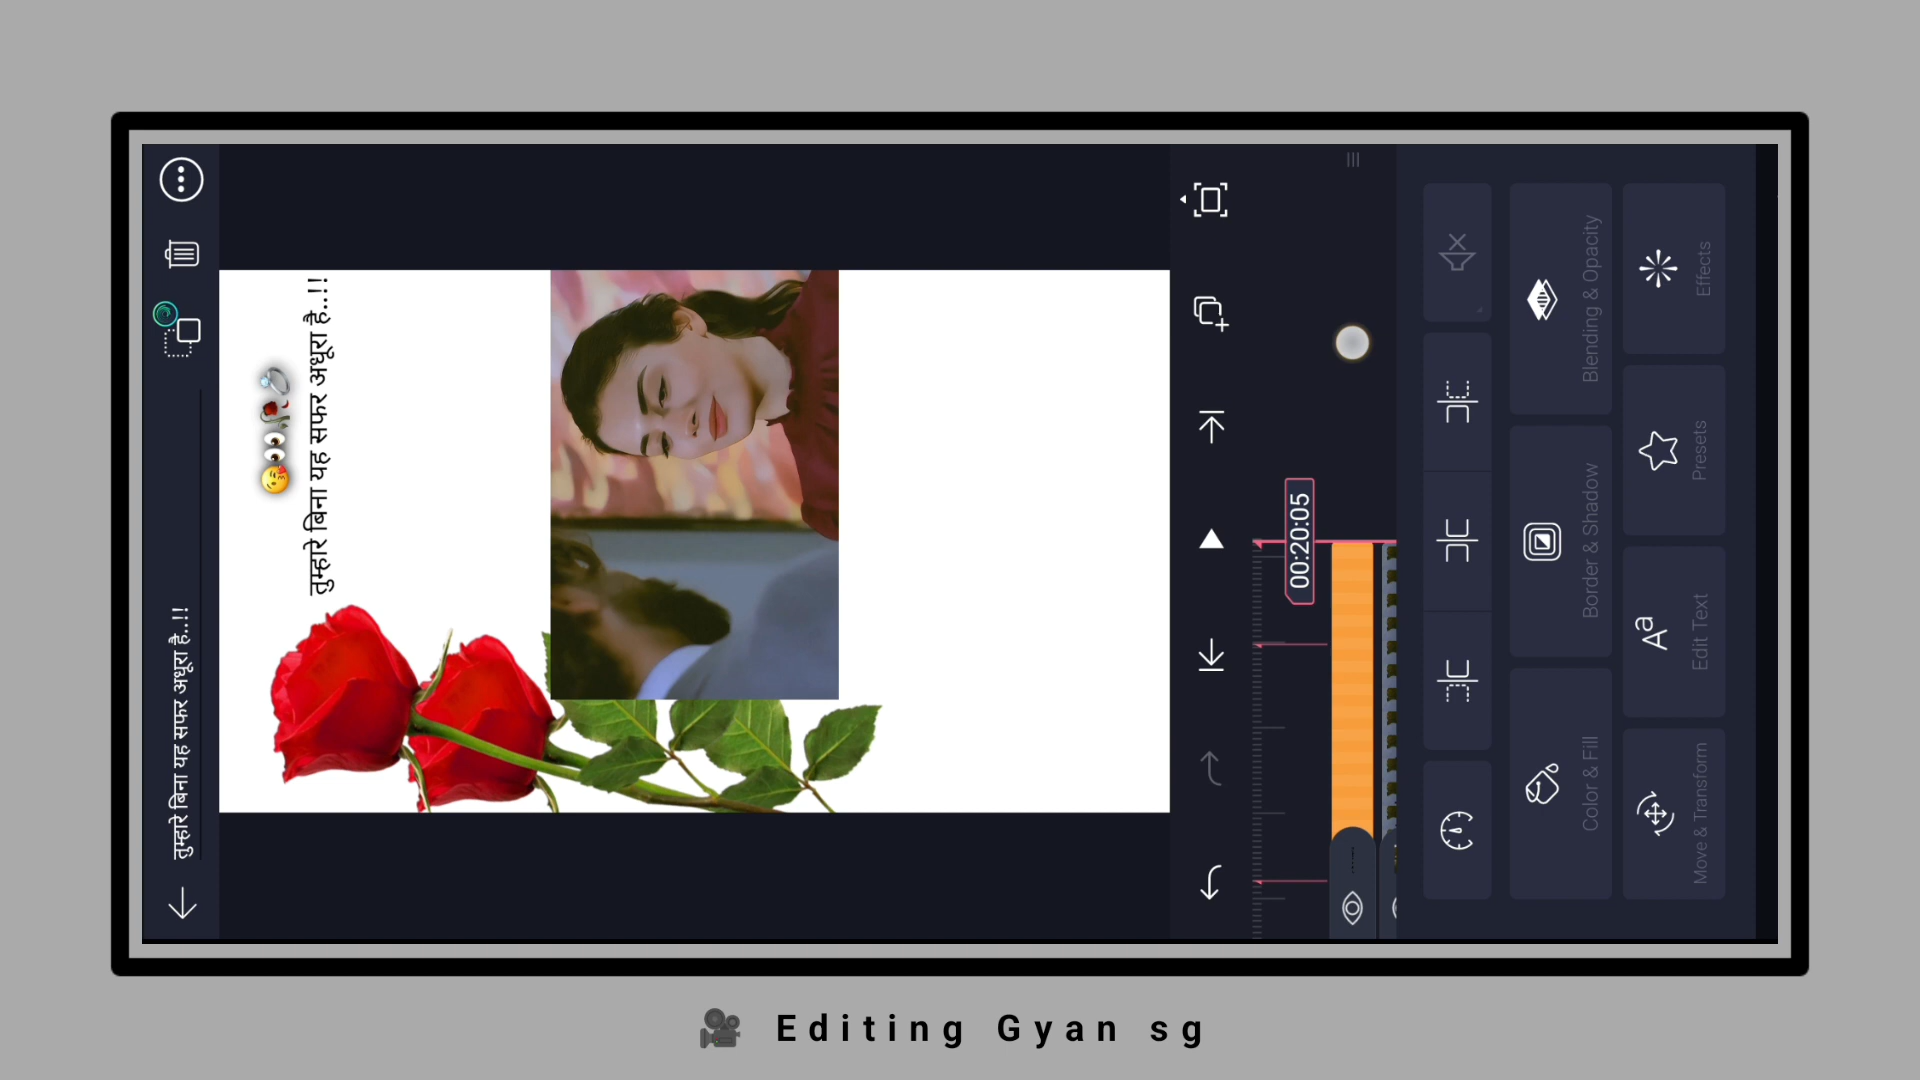 तुम्हारे बिना यह सफर अधूरा है..!!
😘👀🥀💍
तुम्हारे बिना यह सफर अधूरा है..!!
00:20:05
Color & Fill
Border & Shadow
Blending & Opacity
Move & Transform
Edit Text
Presets
Effects
🎥 Editing Gyan sg